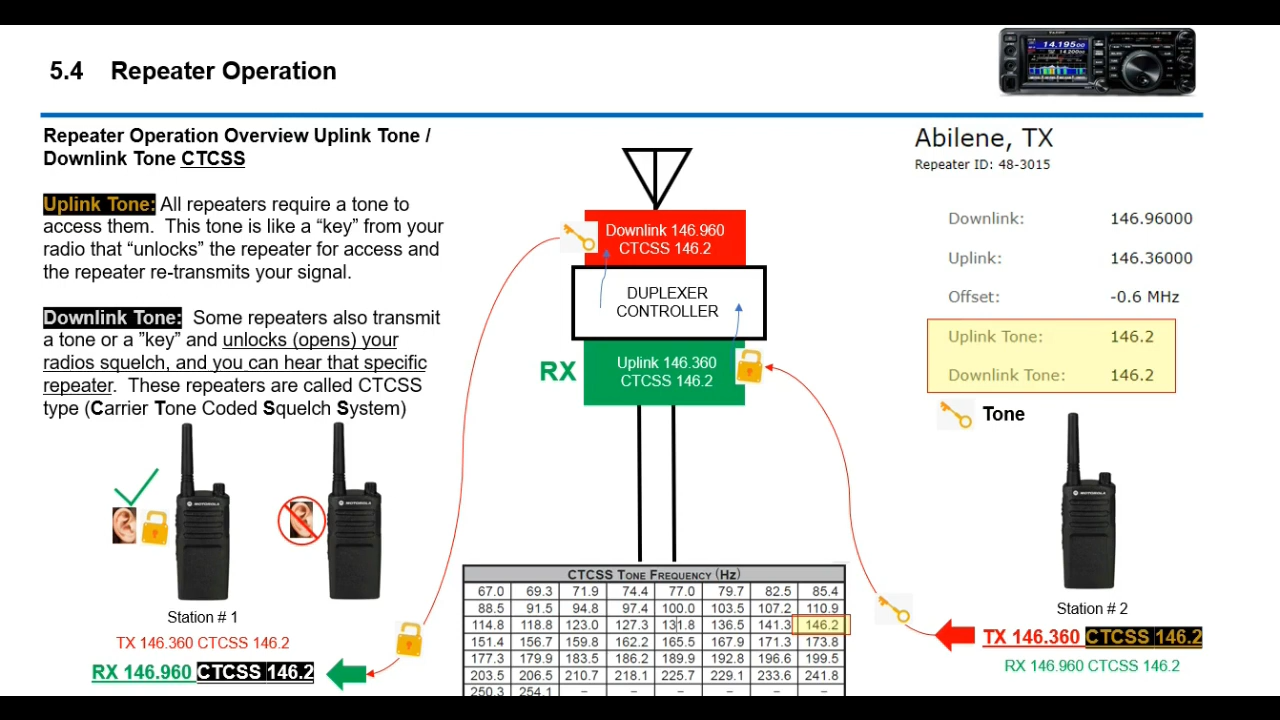 5.4 Repeater Operation
Repeater Operation Overview Uplink Tone /
Downlink Tone CTCSS
Uplink Tone: All repeaters require a tone to
access them. This tone is like a “key” from your
radio that “unlocks” the repeater for access and
the repeater re-transmits your signal.
Downlink Tone: Some repeaters also transmit
a tone or a ”key” and unlocks (opens) your
radios squelch, and you can hear that specific
repeater. These repeaters are called CTCSS
type (Carrier Tone Coded Squelch System)
MOTOROLA
MOTOROLA
Station # 1
TX 146.360 CTCSS 146.2
RX 146.960 CTCSS 146.2
Downlink 146.960
CTCSS 146.2
DUPLEXER
CONTROLLER
RX
Uplink 146.360
CTCSS 146.2
CTCSS Tone Frequency (Hz)
67.0 69.3 71.9 74.4 77.0 79.7 82.5 85.4
88.5 91.5 94.8 97.4 100.0 103.5 107.2 110.9
114.8 118.8 123.0 127.3 131.8 136.5 141.3 146.2
151.4 156.7 159.8 162.2 165.5 167.9 171.3 173.8
177.3 179.9 183.5 186.2 189.9 192.8 196.6 199.5
203.5 206.5 210.7 218.1 225.7 229.1 233.6 241.8
250.3 254.1 – – – – – –
14.195.00
Abilene, TX
Repeater ID: 48-3015
Downlink: 146.96000
Uplink: 146.36000
Offset: -0.6 MHz
Uplink Tone: 146.2
Downlink Tone: 146.2
Tone
MOTOROLA
Station # 2
TX 146.360 CTCSS 146.2
RX 146.960 CTCSS 146.2